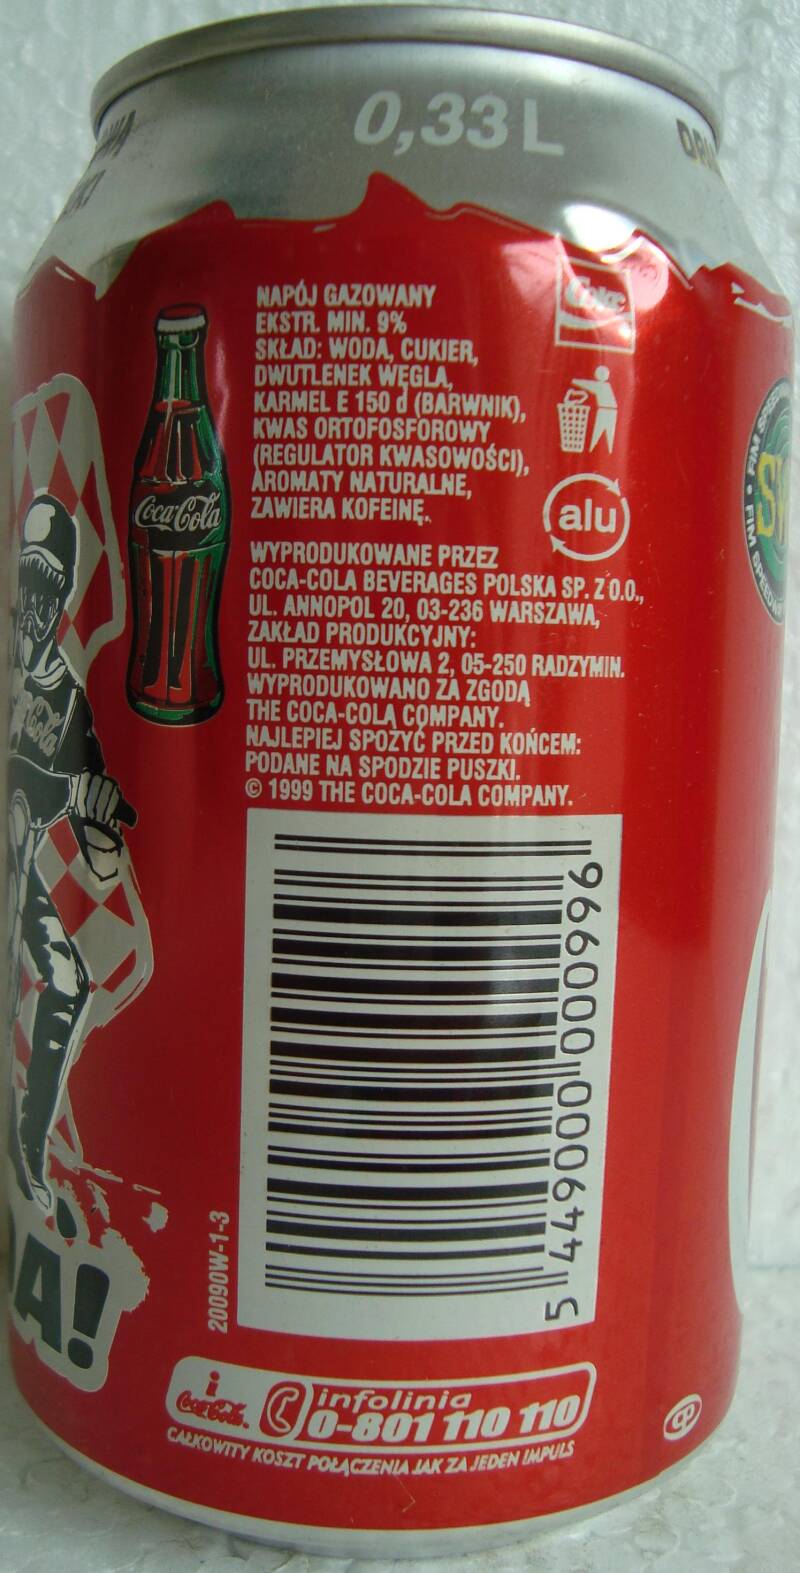 0,33 L
Coke
NAPÓJ GAZOWANY
EKSTR. MIN. 9%
SKŁAD: WODA, CUKIER,
DWUTLENEK WĘGLA,
KARMEL E 150 d (BARWNIK),
KWAS ORTOFOSFOROWY
(REGULATOR KWASOWOŚCI),
AROMATY NATURALNE,
ZAWIERA KOFEINĘ.
alu
Coca-Cola
WYPRODUKOWANE PRZEZ
COCA-COLA BEVERAGES POLSKA SP. Z O.O.,
UL. ANNOPOL 20, 03-236 WARSZAWA,
ZAKŁAD PRODUKCYJNY:
UL. PRZEMYSŁOWA 2, 05-250 RADZYMIN.
WYPRODUKOWANO ZA ZGODĄ
THE COCA-COLA COMPANY.
NAJLEPIEJ SPOŻYĆ PRZED KOŃCEM:
PODANE NA SPODZIE PUSZKI.
© 1999 THE COCA-COLA COMPANY.
5 449000 000996
20090W-1-3
A!
i
Coca-Cola.
infolinia
0-801 110 110
CAŁKOWITY KOSZT POŁĄCZENIA JAK ZA JEDEN IMPULS